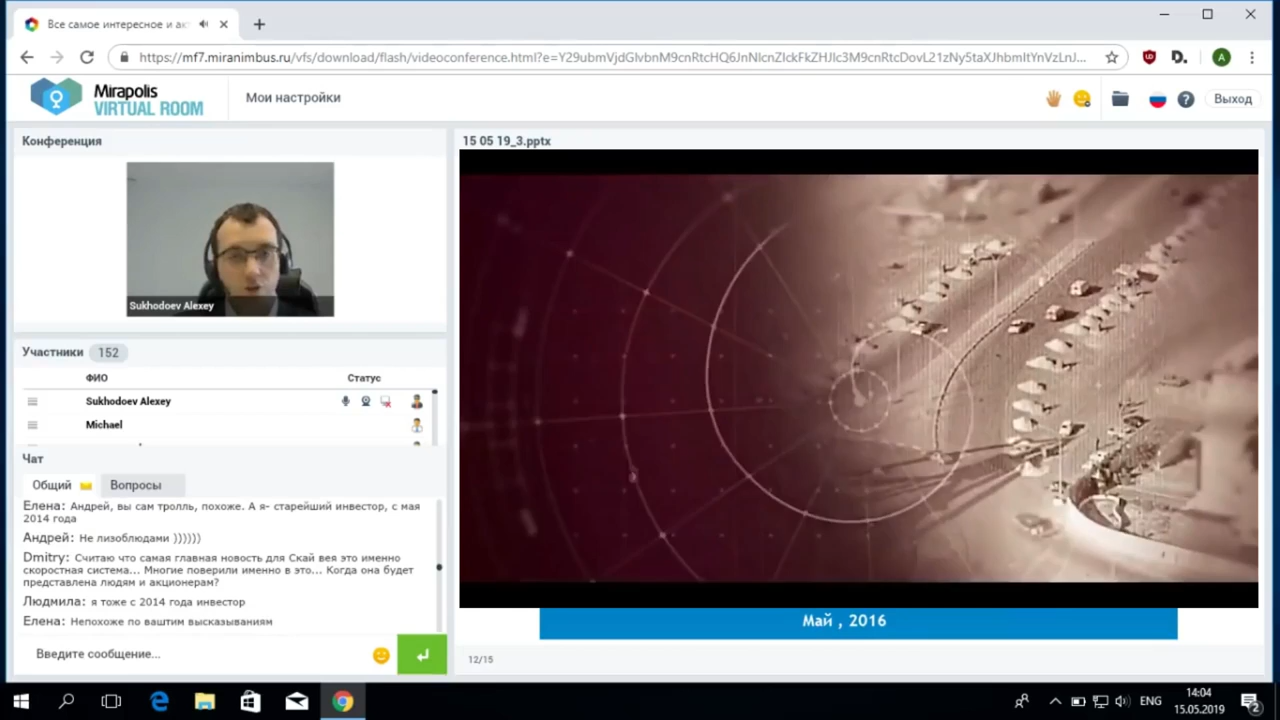 Все самое интересное и ак
https://mf7.miranimbus.ru/vfs/download/flash/videoconference.html?e=Y29ubmVjdGlvbnM9cnRtcHQ6JnNlcnZlckFkZHJlc3M9cnRtcDovL21zNy5taXJhbmltYnVzLnJ...
Mirapolis
VIRTUAL ROOM
Мои настройки
Выход
Конференция
15 05 19_3.pptx
Sukhodoev Alexey
Участники 152
ФИО Статус
Sukhodoev Alexey
Michael
Чат
Общий Вопросы
Елена: Андрей, вы сам тролль, похоже. А я- старейший инвестор, с мая
2014 года
Андрей: Не лизоблюдами ))))))
Dmitry: Считаю что самая главная новость для Скай вея это именно
скоростная система... Многие поверили именно в это... Когда она будет
представлена людям и акционерам?
Людмила: я тоже с 2014 года инвестор
Елена: Непохоже по ваштим высказываниям
Май , 2016
Введите сообщение...
12/15
ENG
14:04
15.05.2019
2